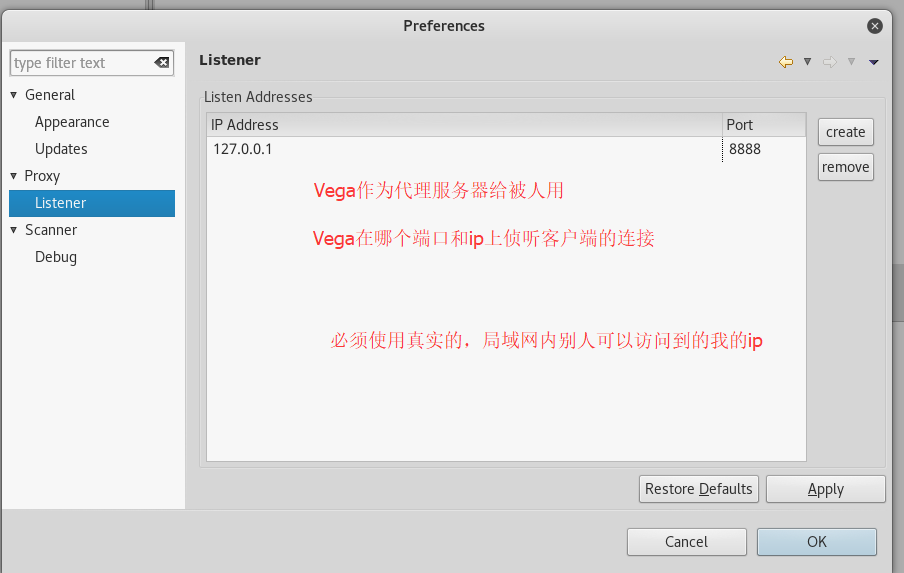 Preferences
type filter text
General
Appearance
Updates
Proxy
Listener
Scanner
Debug
Listener
Listen Addresses
IP Address Port
127.0.0.1 8888
create
remove
Vega作为代理服务器给被人用
Vega在哪个端口和ip上侦听客户端的连接
必须使用真实的，局域网内别人可以访问到的我的ip
Restore Defaults Apply
Cancel OK